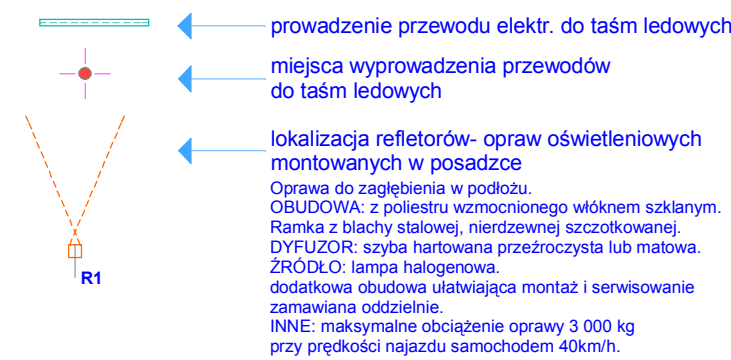 prowadzenie przewodu elektr. do taśm ledowych
miejsca wyprowadzenia przewodów
do taśm ledowych
lokalizacja refletorów- opraw oświetleniowych
montowanych w posadzce
Oprawa do zagłębienia w podłożu.
OBUDOWA: z poliestru wzmocnionego włóknem szklanym.
Ramka z blachy stalowej, nierdzewnej szczotkowanej.
DYFUZOR: szyba hartowana przeźroczysta lub matowa.
ŹRÓDŁO: lampa halogenowa.
dodatkowa obudowa ułatwiająca montaż i serwisowanie
zamawiana oddzielnie.
INNE: maksymalne obciążenie oprawy 3 000 kg
przy prędkości najazdu samochodem 40km/h.
R1